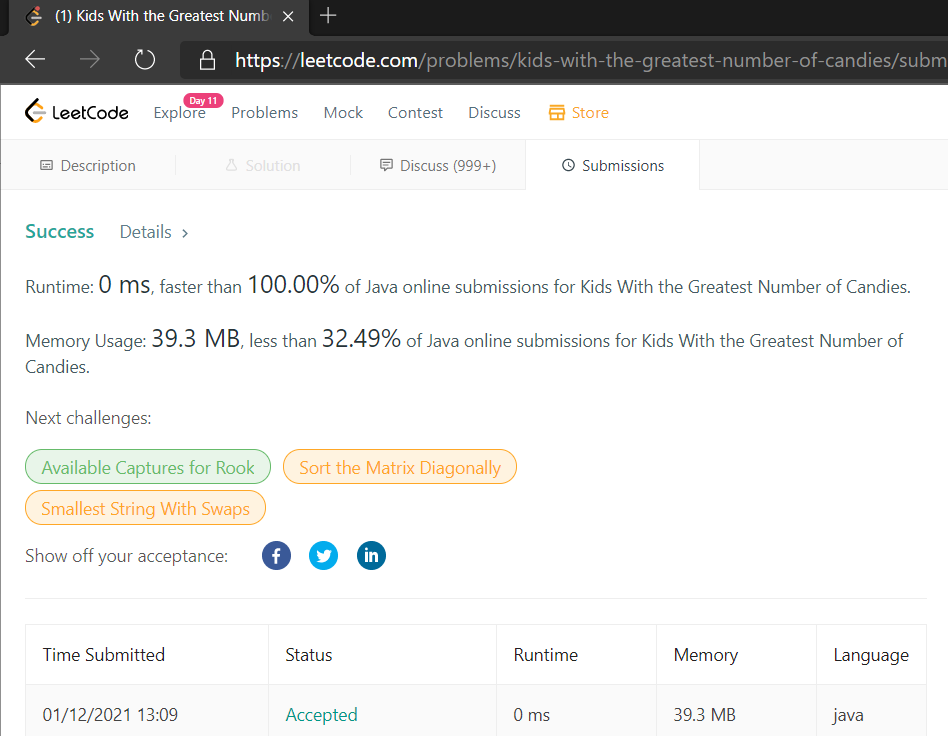 (1) Kids With the Greatest Numb
https://leetcode.com/problems/kids-with-the-greatest-number-of-candies/subm
LeetCode Explore Day 11 Problems Mock Contest Discuss Store
Description Solution Discuss (999+) Submissions
Success Details >
Runtime: 0 ms, faster than 100.00% of Java online submissions for Kids With the Greatest Number of Candies.
Memory Usage: 39.3 MB, less than 32.49% of Java online submissions for Kids With the Greatest Number of
Candies.
Next challenges:
Available Captures for Rook Sort the Matrix Diagonally
Smallest String With Swaps
Show off your acceptance:
Time Submitted Status Runtime Memory Language
01/12/2021 13:09 Accepted 0 ms 39.3 MB java